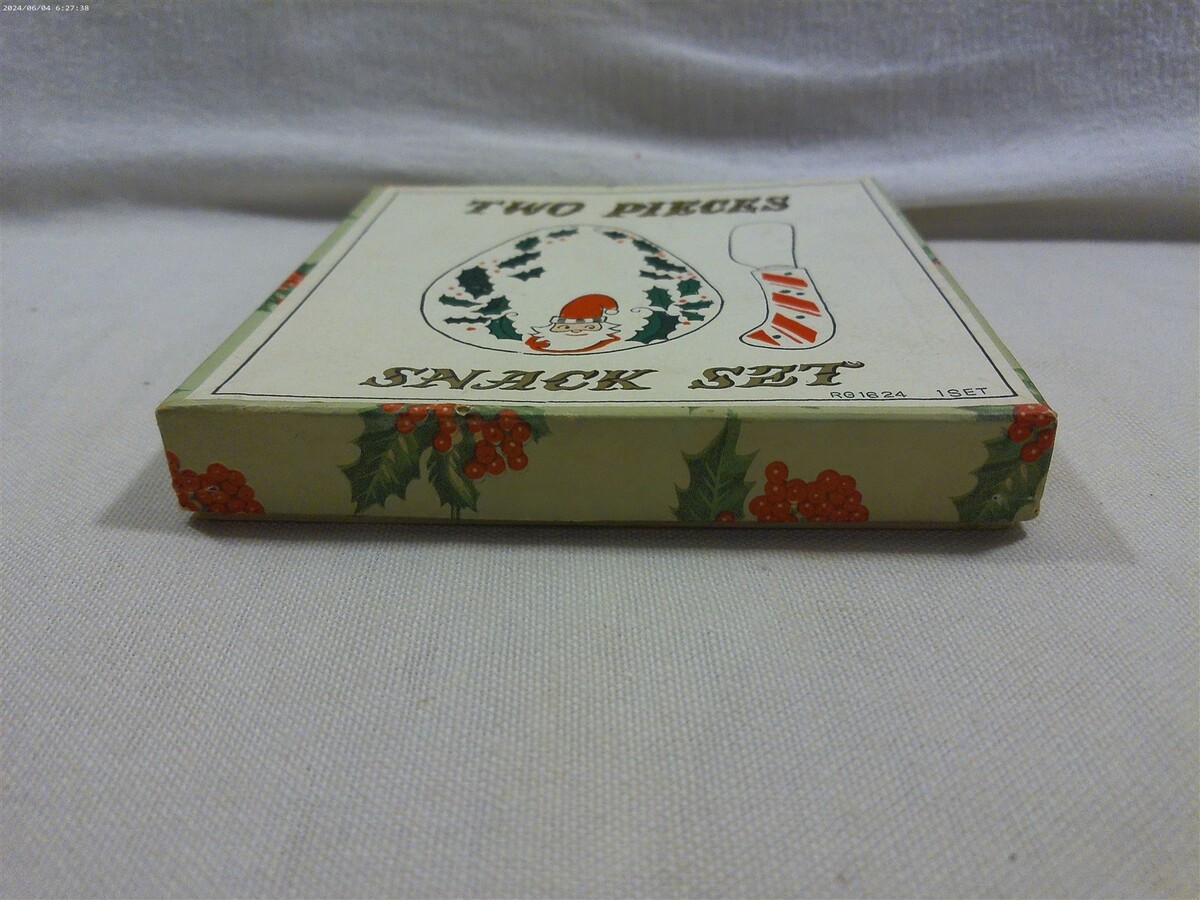 2024/06/04 6:27:38
TWO PIECES
SNACK SET
RG1624 1SET